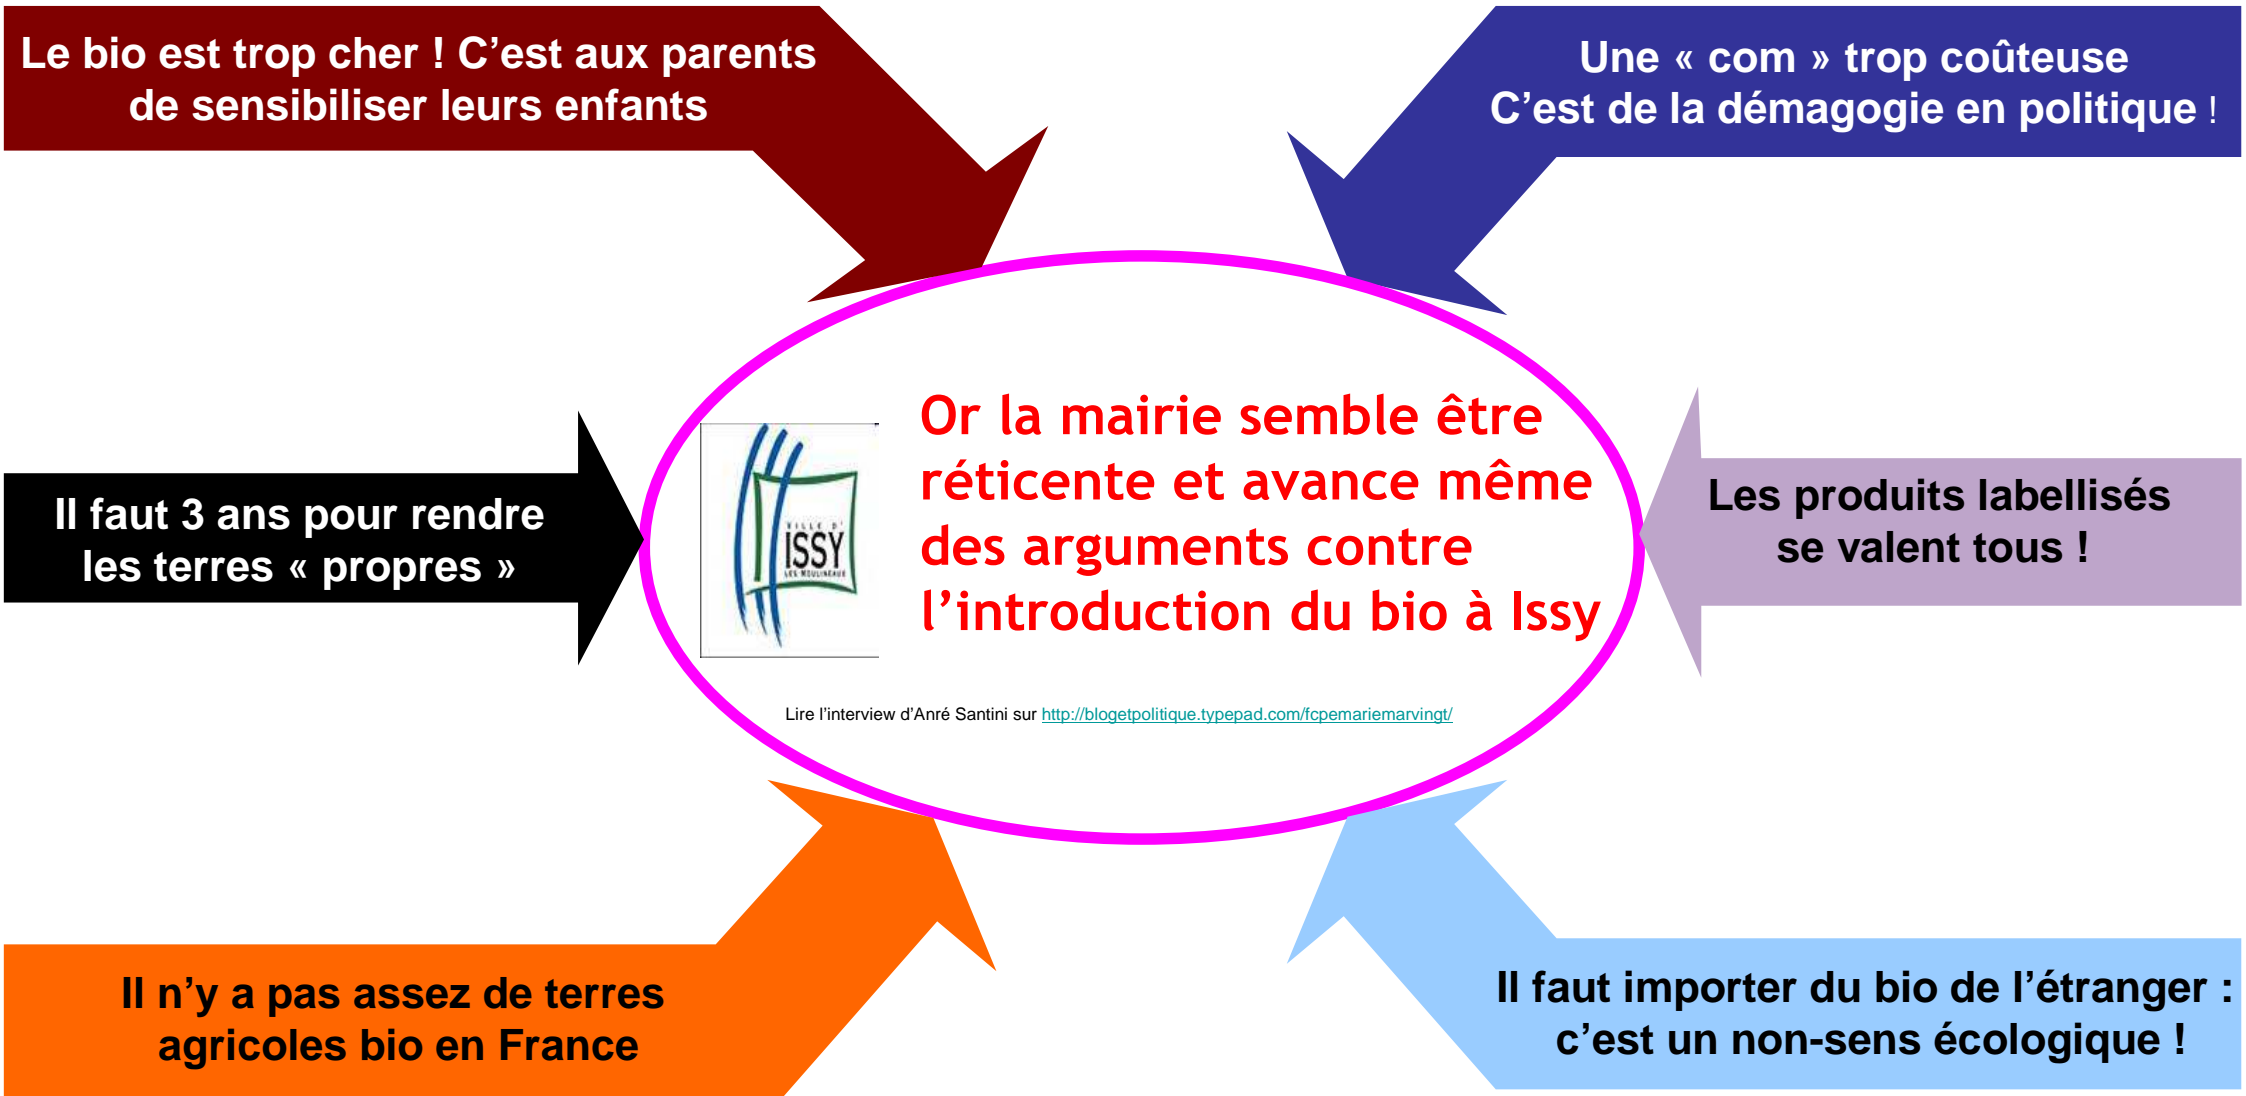 Le bio est trop cher ! C’est aux parents
de sensibiliser leurs enfants
Une « com » trop coûteuse
C’est de la démagogie en politique !
Il faut 3 ans pour rendre
les terres « propres »
VILLE D'
ISSY
LES MOULINEAUX
Or la mairie semble être
réticente et avance même
des arguments contre
l’introduction du bio à Issy
Lire l’interview d’Anré Santini sur http://blogetpolitique.typepad.com/fcpemariemarvingt/
Les produits labellisés
se valent tous !
Il n’y a pas assez de terres
agricoles bio en France
Il faut importer du bio de l’étranger :
c’est un non-sens écologique !